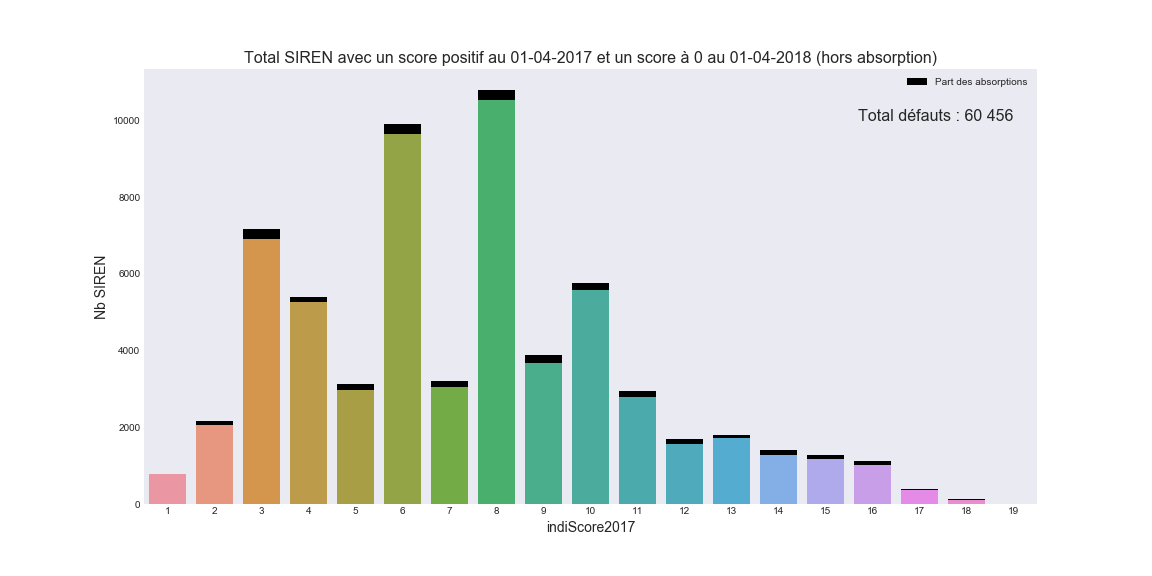 Total SIREN avec un score positif au 01-04-2017 et un score à 0 au 01-04-2018 (hors absorption)
Part des absorptions
Total défauts : 60 456
10000
8000
6000
4000
2000
0
Nb SIREN
1 2 3 4 5 6 7 8 9 10 11 12 13 14 15 16 17 18 19
indiScore2017